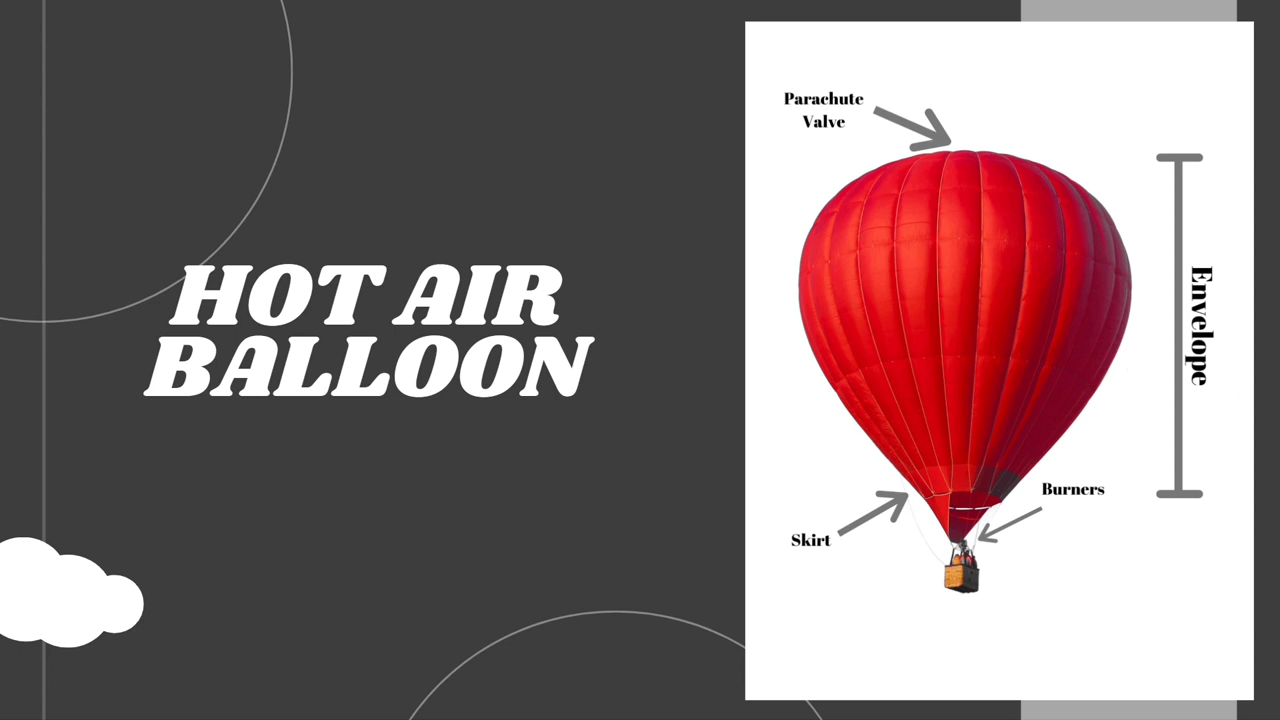 HOT AIR
BALLOON
Parachute
Valve
Envelope
Burners
Skirt